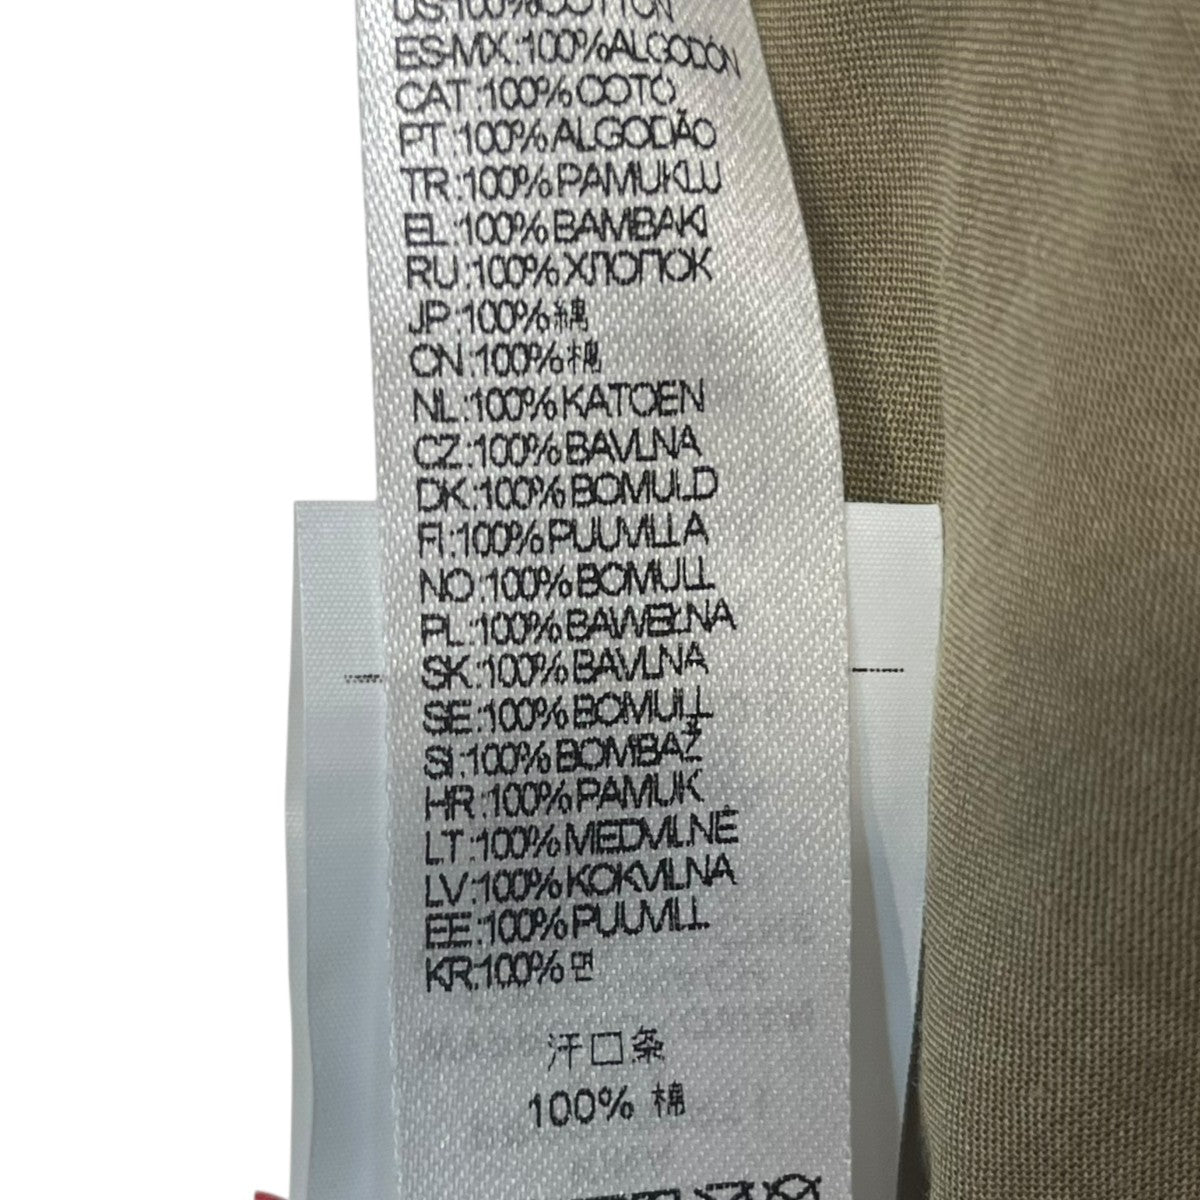 US:100%COTTON
ES-MX:100%ALGODÓN
CAT:100%COTÓ
PT:100%ALGODÃO
TR:100%PAMUKLU
EL:100%BAMBAKI
RU:100%ХЛОПОК
JP:100%綿
CN:100%棉
NL:100%KATOEN
CZ:100%BAVLNA
DK:100%BOMULD
FI:100%PUUVILLA
NO:100%BOMULL
PL:100%BAWEŁNA
SK:100%BAVLNA
SE:100%BOMULL
SI:100%BOMBAŽ
HR:100%PAMUK
LT:100%MEDVILNĖ
LV:100%KOKVILNA
EE:100%PUUVILL
KR:100%면
汗口条
100% 棉